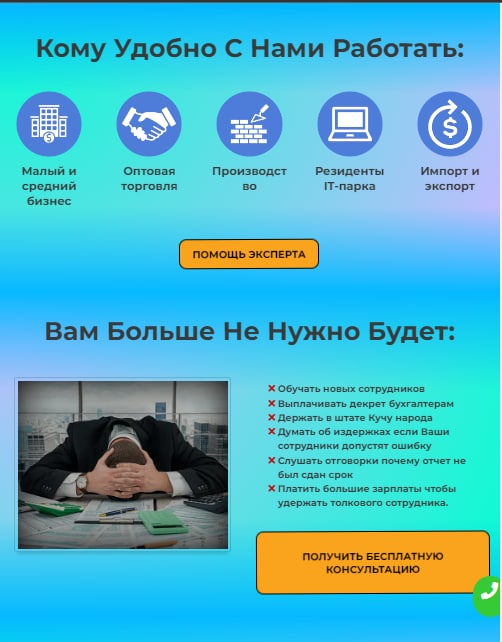 Кому Удобно С Нами Работать:
Малый и
средний
бизнес
Оптовая
торговля
Производст
во
Резиденты
IT-парка
Импорт и
экспорт
ПОМОЩЬ ЭКСПЕРТА
Вам Больше Не Нужно Будет:
Обучать новых сотрудников
Выплачивать декрет бухгалтерам
Держать в штате Кучу народа
Думать об издержках если Ваши
сотрудники допустят ошибку
Слушать отговорки почему отчет не
был сдан срок
Платить большие зарплаты чтобы
удержать толкового сотрудника.
ПОЛУЧИТЬ БЕСПЛАТНУЮ
КОНСУЛЬТАЦИЮ